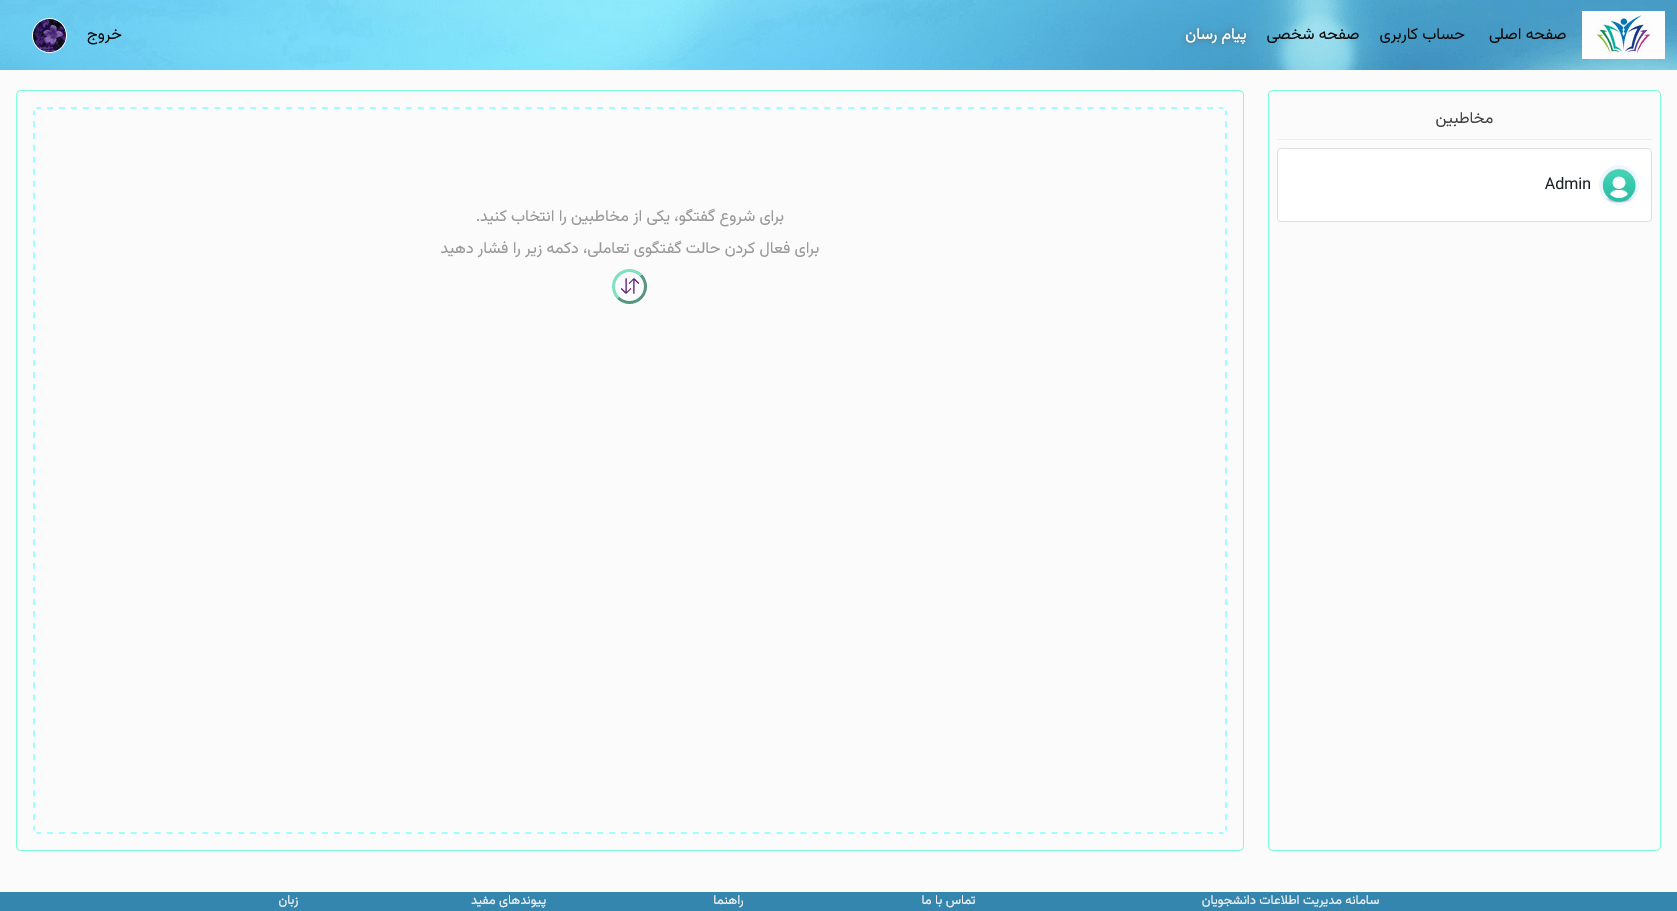 صفحه اصلی
حساب کاربری
صفحه شخصی
پیام رسان
خروج
مخاطبین
Admin
برای شروع گفتگو، یکی از مخاطبین را انتخاب کنید.
برای فعال کردن حالت گفتگوی تعاملی، دکمه زیر را فشار دهید
سامانه مدیریت اطلاعات دانشجویان
تماس با ما
راهنما
پیوندهای مفید
زبان